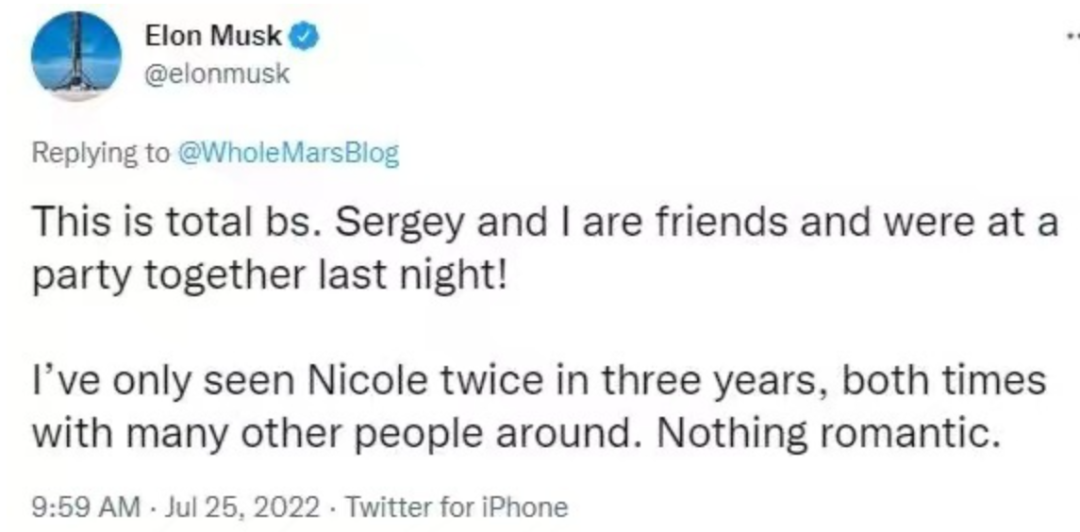 Elon Musk
@elonmusk
Replying to @WholeMarsBlog
This is total bs. Sergey and I are friends and were at a
party together last night!
I’ve only seen Nicole twice in three years, both times
with many other people around. Nothing romantic.
9:59 AM · Jul 25, 2022 · Twitter for iPhone